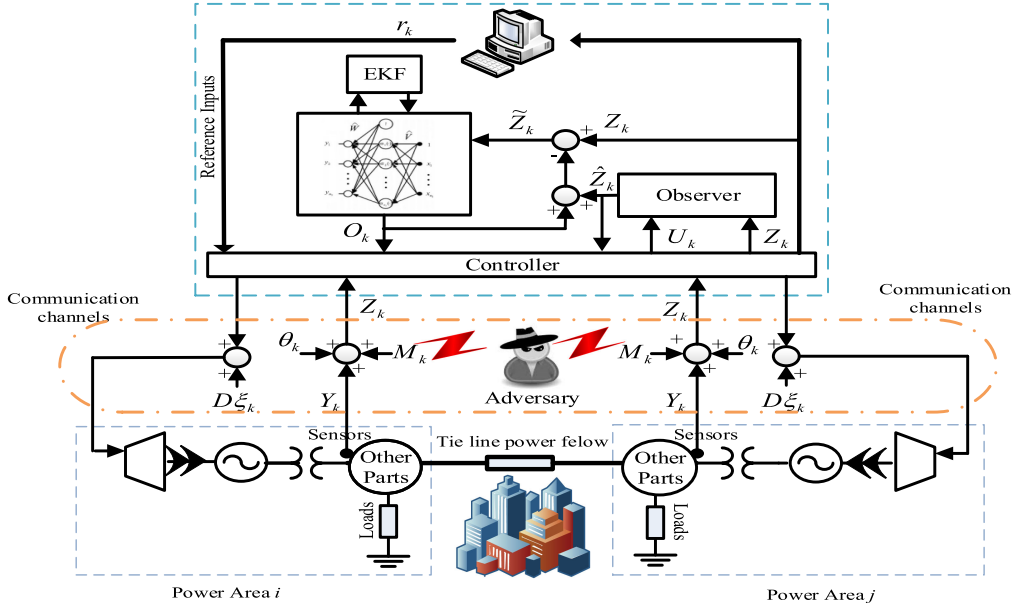 r_k
EKF
Reference Inputs
Ŵ
V̂
Z̃_k
+
Z_k
-
Ẑ_k
+
+
Observer
O_k
U_k
Z_k
Controller
Communication channels
Communication channels
Z_k
Z_k
+
+
θ_k
+
+
M_k
+
M_k
+
+
θ_k
+
+
+
Dξ_k
Y_k
Adversary
Y_k
Dξ_k
Sensors
Tie line power felow
Sensors
Other Parts
Other Parts
Loads
Loads
Power Area i
Power Area j